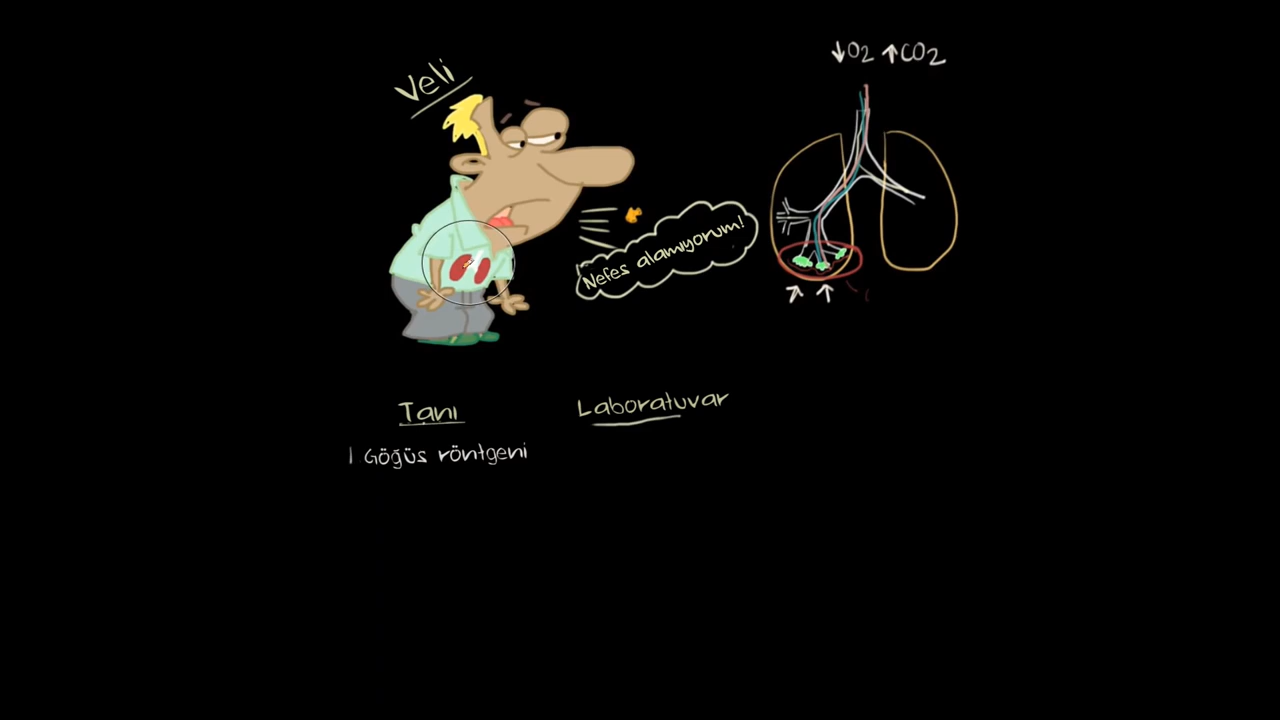 Veli
↓O2 ↑CO2
Nefes alamıyorum!
Tanı
Laboratuvar
1 Göğüs röntgeni